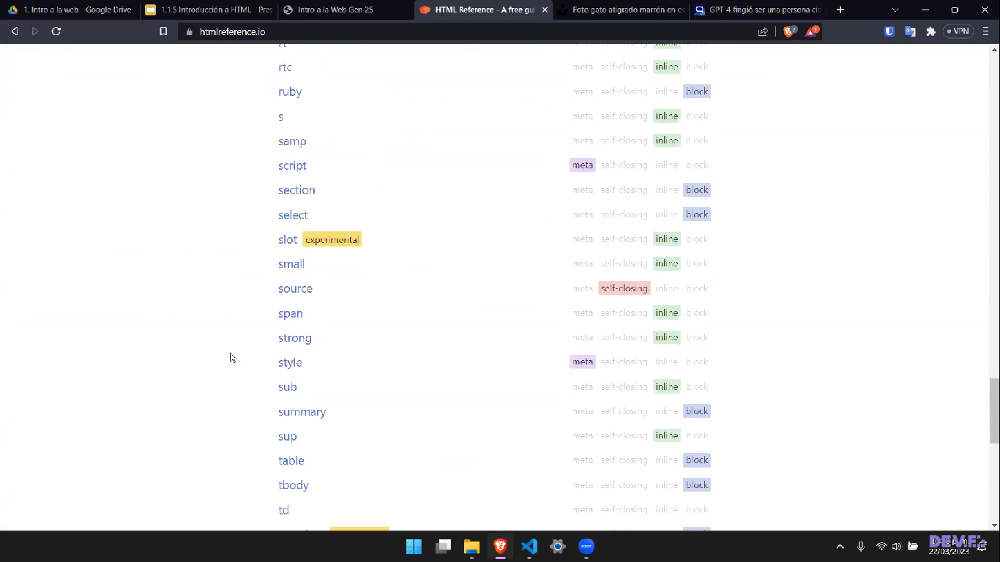 1. Intro a la web – Google Drive
1.1.5 Introducción a HTML - Pres
Intro a la Web Gen 25
HTML Reference - A free gui
Foto gato atigrado marrón en es
GPT-4 fingió ser una persona cie
htmlreference.io
2
1
VPN
rtc meta self-closing inline block
ruby meta self-closing inline block
s meta self-closing inline block
samp meta self-closing inline block
script meta self-closing inline block
section meta self-closing inline block
select meta self-closing inline block
slot experimental meta self-closing inline block
small meta self-closing inline block
source meta self-closing inline block
span meta self-closing inline block
strong meta self-closing inline block
style meta self-closing inline block
sub meta self-closing inline block
summary meta self-closing inline block
sup meta self-closing inline block
table meta self-closing inline block
tbody meta self-closing inline block
td meta self-closing inline block
zoom
DEV.F
22/03/2023